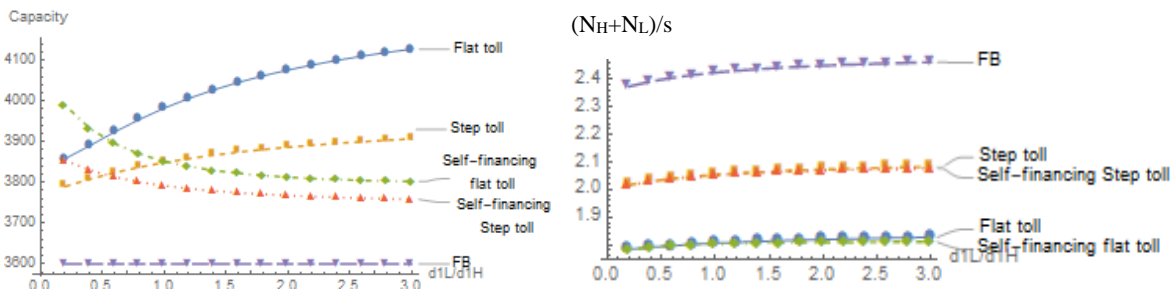 Capacity
4100
4000
3900
3800
3700
3600
0.0 0.5 1.0 1.5 2.0 2.5 3.0
d1L/d1H
Flat toll
Step toll
Self-financing
flat toll
Self-financing
Step toll
FB
(NH+NL)/s
2.4
2.3
2.2
2.1
2.0
1.9
0.0 0.5 1.0 1.5 2.0 2.5 3.0
d1L/d1H
FB
Step toll
Self-financing Step toll
Flat toll
Self-financing flat toll